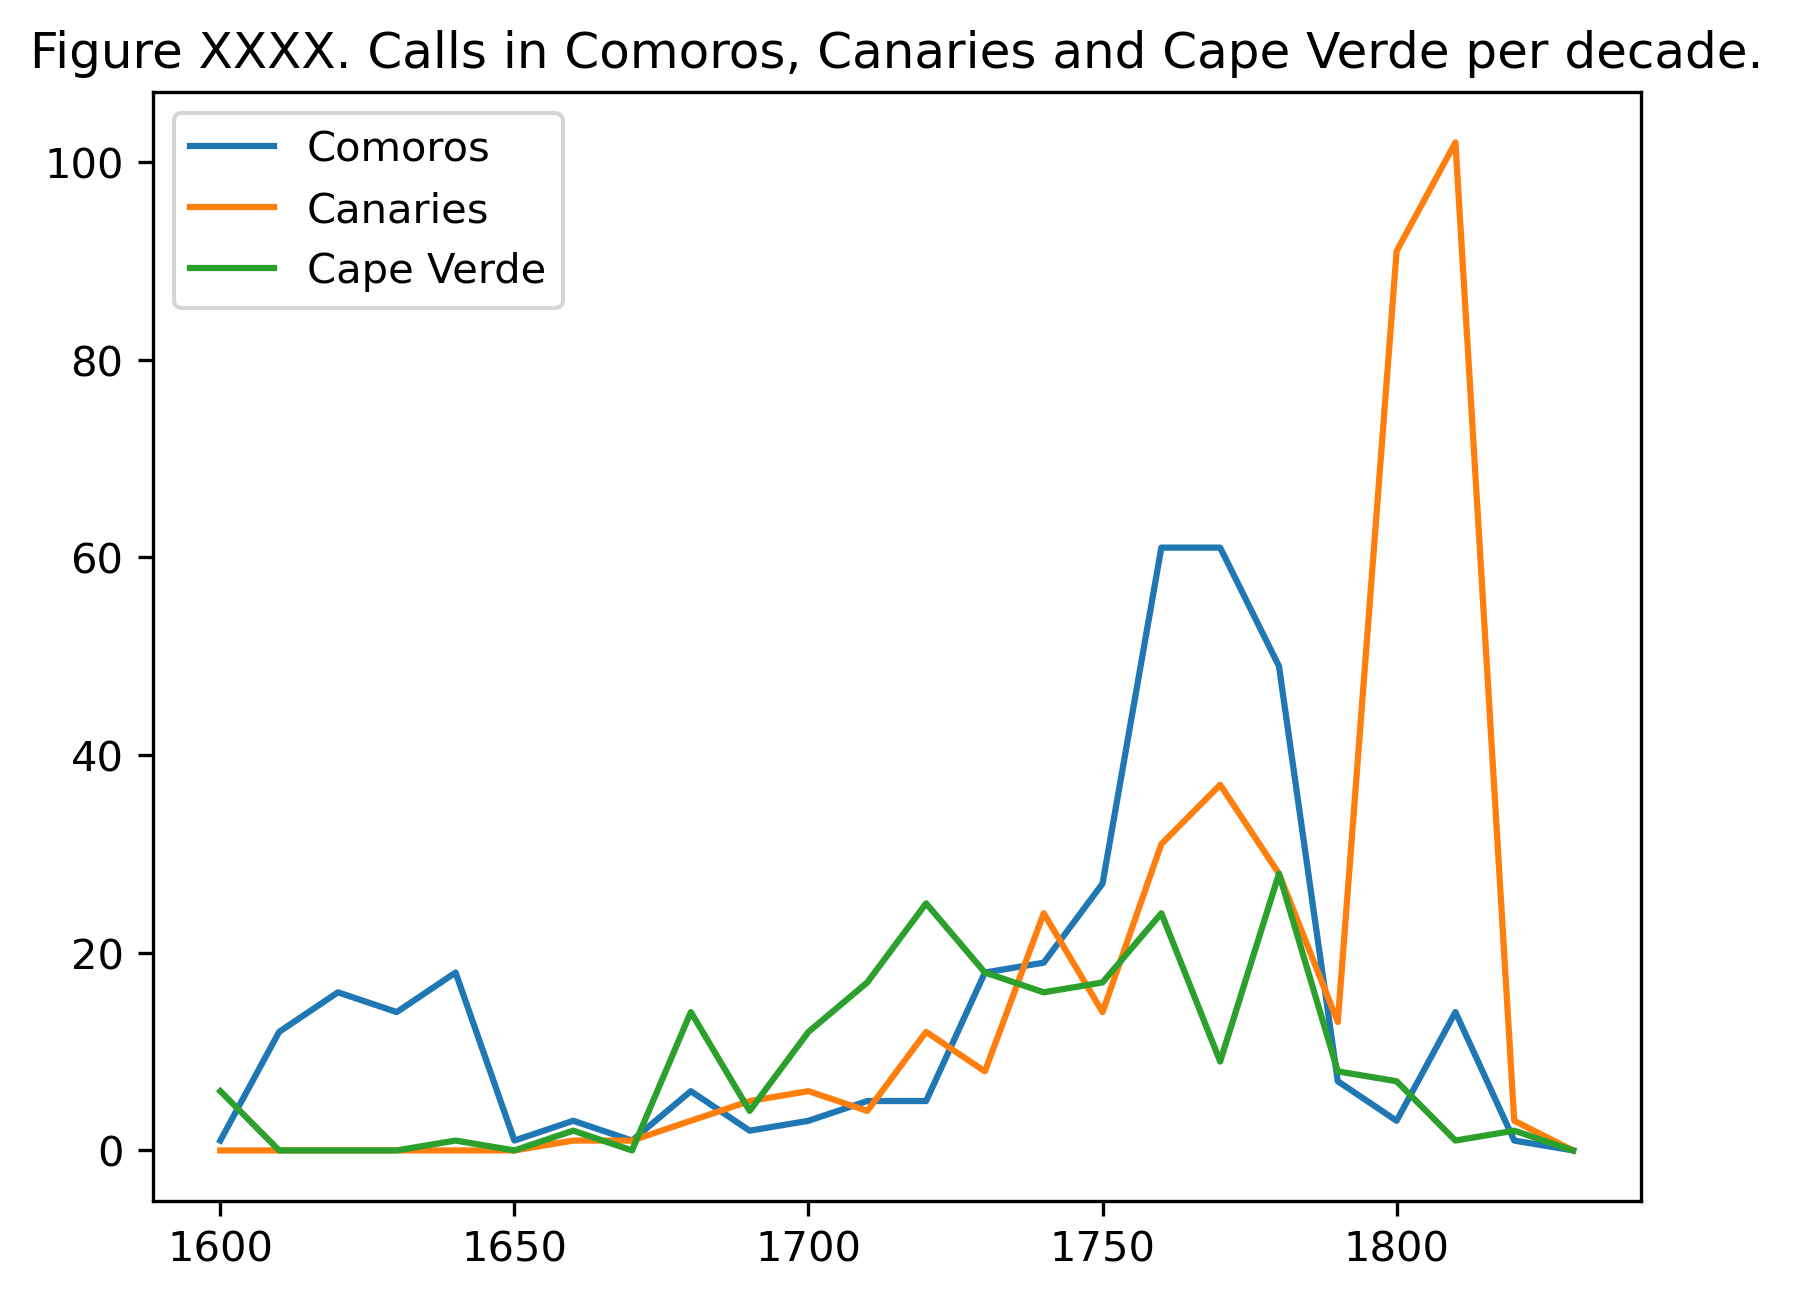 Figure XXXX. Calls in Comoros, Canaries and Cape Verde per decade.
Comoros
Canaries
Cape Verde
100
80
60
40
20
0
1600 1650 1700 1750 1800